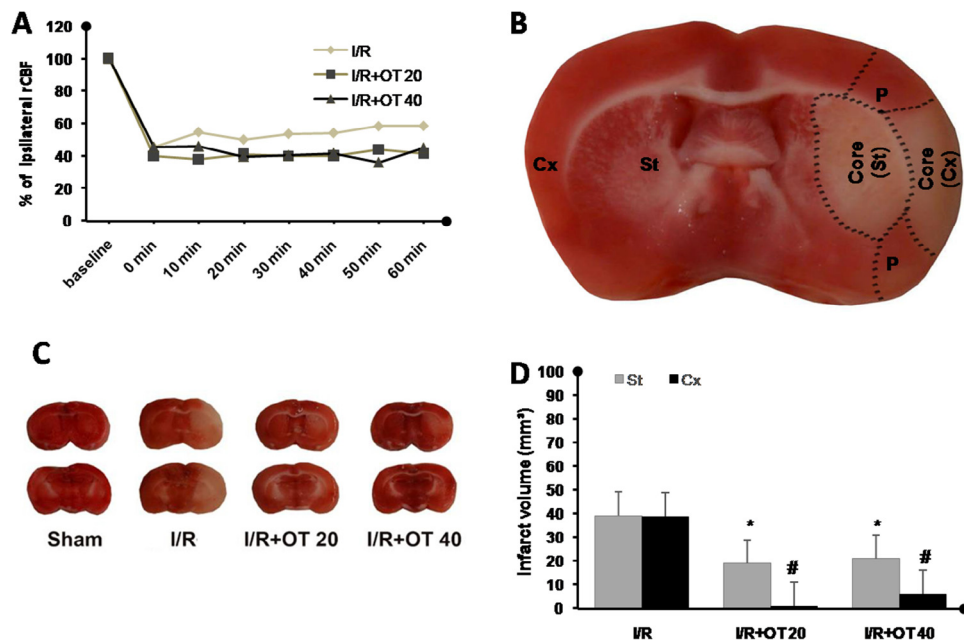 A
% of Ipsilateral rCBF
120
100
80
60
40
20
0
I/R
I/R+OT 20
I/R+OT 40
baseline
0 min
10 min
20 min
30 min
40 min
50 min
60 min
B
Cx
St
P
Core
(St)
Core
(Cx)
P
C
Sham
I/R
I/R+OT 20
I/R+OT 40
D
Infarct volume (mm³)
100
90
80
70
60
50
40
30
20
10
0
St
Cx
*
#
*
#
I/R
I/R+OT20
I/R+OT40